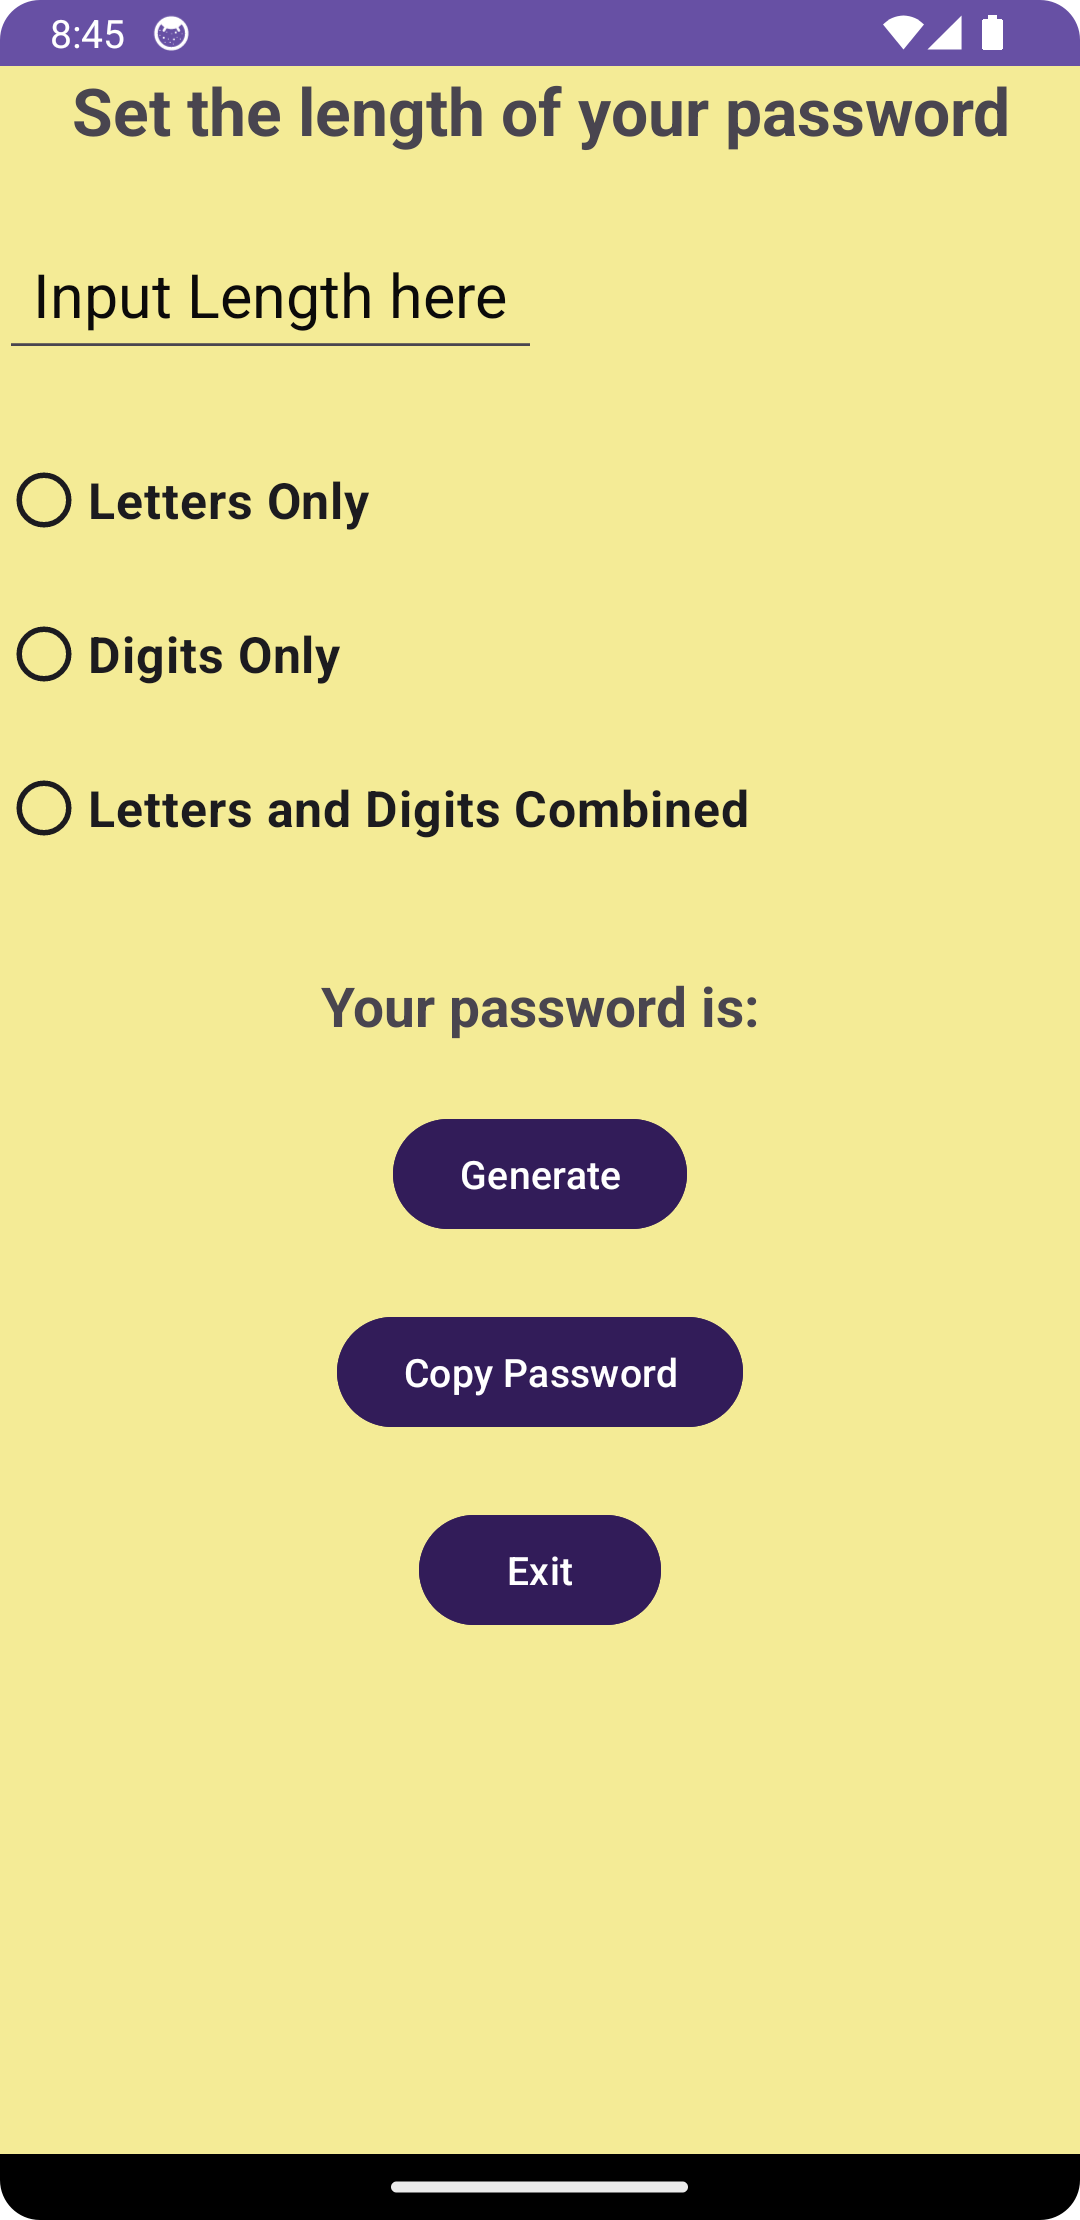 8:45
Set the length of your password
Input Length here
Letters Only
Digits Only
Letters and Digits Combined
Your password is:
Generate
Copy Password
Exit